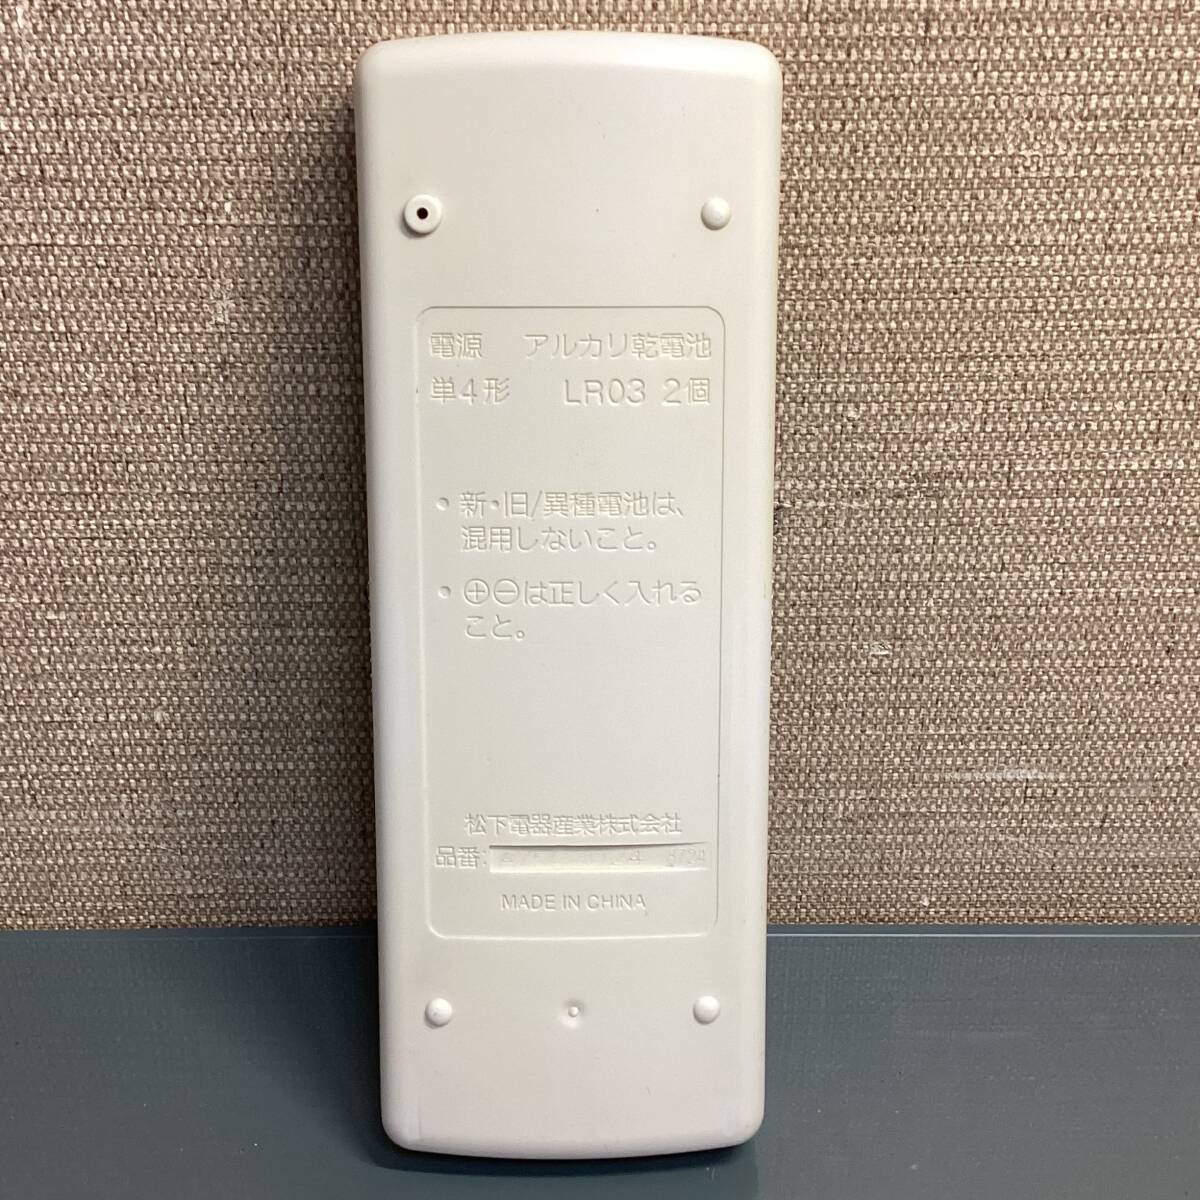 電源 アルカリ乾電池
単4形 LR03 2個
・新・旧/異種電池は、
混用しないこと。
・⊕⊖は正しく入れる
こと。
松下電器産業株式会社
品番:
MADE IN CHINA